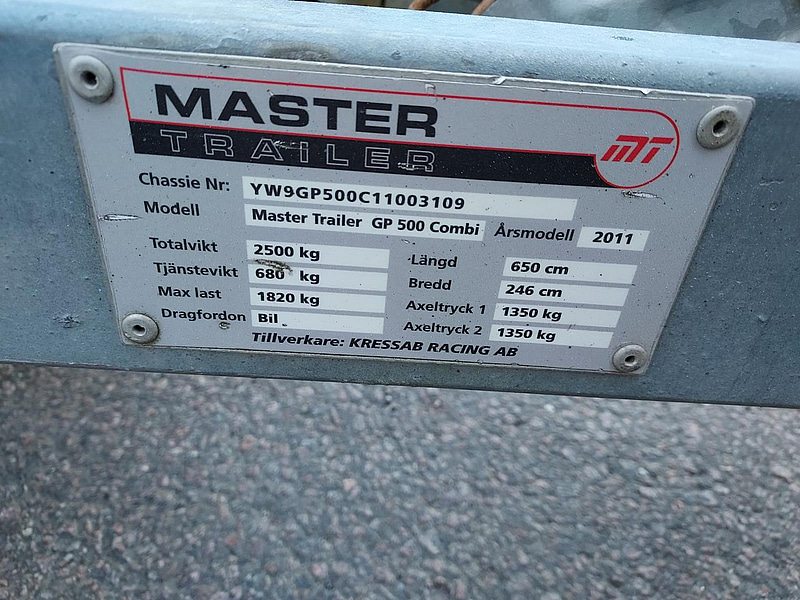 MASTER
TRAILER
MT
Chassie Nr: YW9GP500C11003109
Modell Master Trailer GP 500 Combi Årsmodell 2011
Totalvikt 2500 kg Längd 650 cm
Tjänstevikt 680 kg Bredd 246 cm
Max last 1820 kg Axeltryck 1 1350 kg
Dragfordon Bil Axeltryck 2 1350 kg
Tillverkare: KRESSAB RACING AB